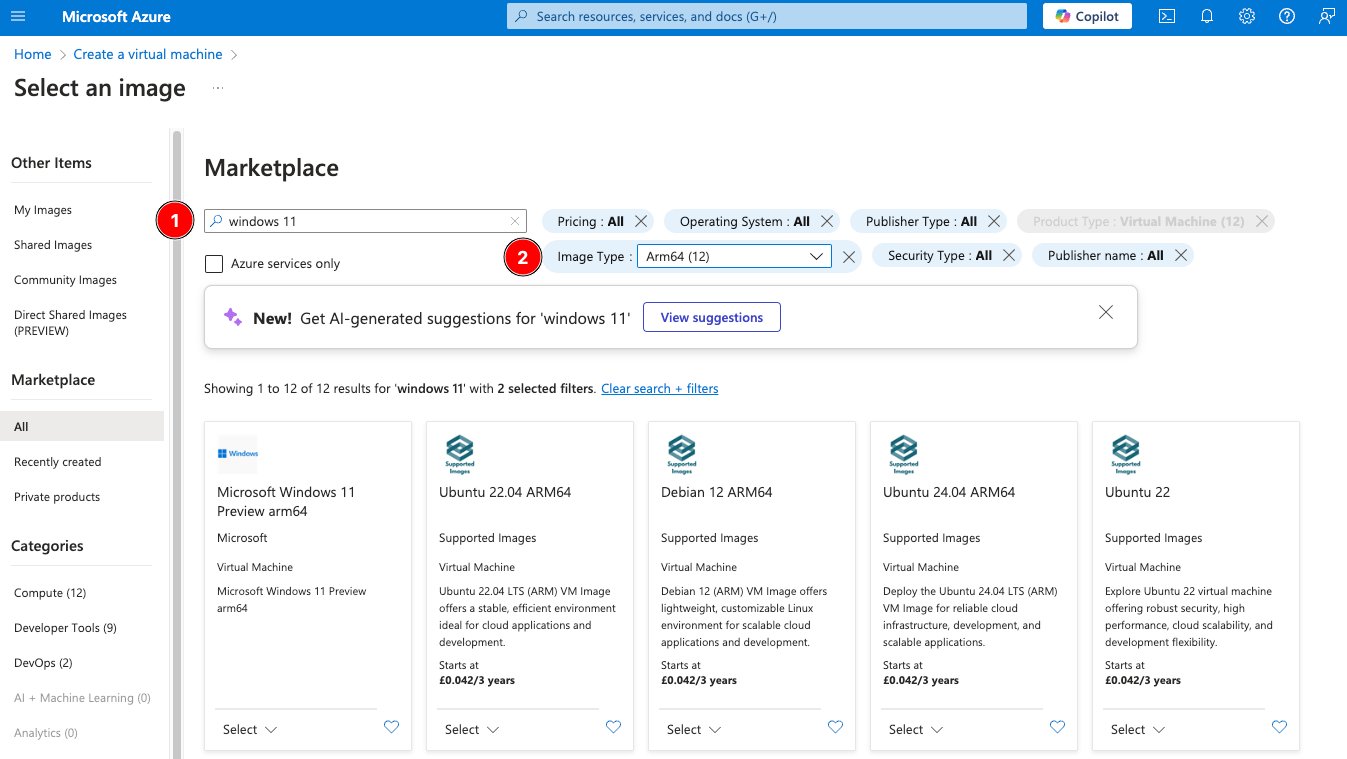 Microsoft Azure
Search resources, services, and docs (G+/)
Copilot
Home > Create a virtual machine >
Select an image ...
Other Items
My Images
Shared Images
Community Images
Direct Shared Images
(PREVIEW)
Marketplace
All
Recently created
Private products
Categories
Compute (12)
Developer Tools (9)
DevOps (2)
AI + Machine Learning (0)
Analytics (0)
Marketplace
1
windows 11
Pricing : All
Operating System : All
Publisher Type : All
Product Type : Virtual Machine (12)
Azure services only
2
Image Type : Arm64 (12)
Security Type : All
Publisher name : All
New! Get AI-generated suggestions for 'windows 11'
View suggestions
Showing 1 to 12 of 12 results for 'windows 11' with 2 selected filters. Clear search + filters
Windows
Microsoft Windows 11
Preview arm64
Microsoft
Virtual Machine
Microsoft Windows 11 Preview
arm64
Select
Supported
Images
Ubuntu 22.04 ARM64
Supported Images
Virtual Machine
Ubuntu 22.04 LTS (ARM) VM Image
offers a stable, efficient environment
ideal for cloud applications and
development.
Starts at
£0.042/3 years
Select
Supported
Images
Debian 12 ARM64
Supported Images
Virtual Machine
Debian 12 (ARM) VM Image offers
lightweight, customizable Linux
environment for scalable cloud
applications and development.
Starts at
£0.042/3 years
Select
Supported
Images
Ubuntu 24.04 ARM64
Supported Images
Virtual Machine
Deploy the Ubuntu 24.04 LTS (ARM)
VM Image for reliable cloud
infrastructure, development, and
scalable applications.
Starts at
£0.042/3 years
Select
Supported
Images
Ubuntu 22
Supported Images
Virtual Machine
Explore Ubuntu 22 virtual machine
offering robust security, high
performance, cloud scalability, and
development flexibility.
Starts at
£0.042/3 years
Select